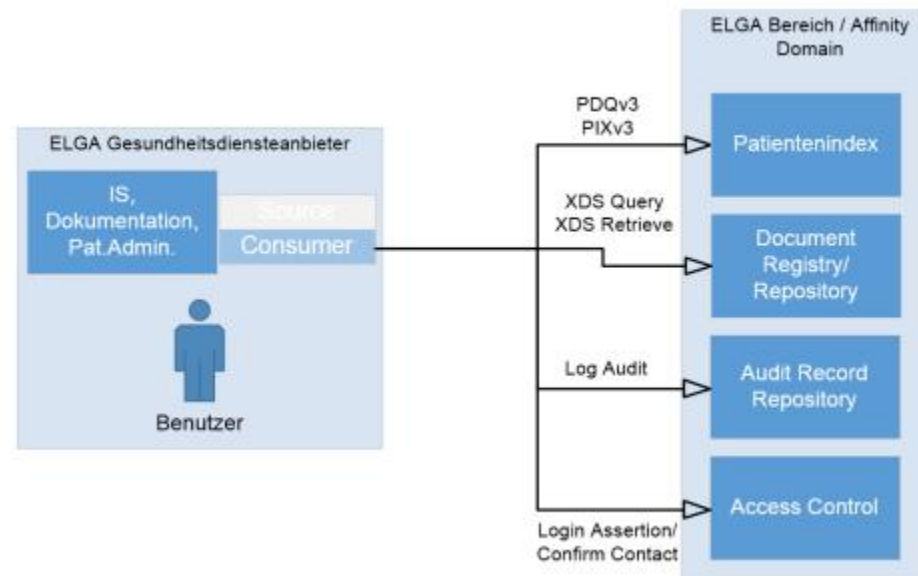 ELGA Bereich / Affinity
Domain
PDQv3
PIXv3
Patientenindex
ELGA Gesundheitsdiensteanbieter
IS,
Dokumentation,
Pat.Admin.
Source
Consumer
XDS Query
XDS Retrieve
Document
Registry/
Repository
Log Audit
Audit Record
Repository
Benutzer
Access Control
Login Assertion/
Confirm Contact